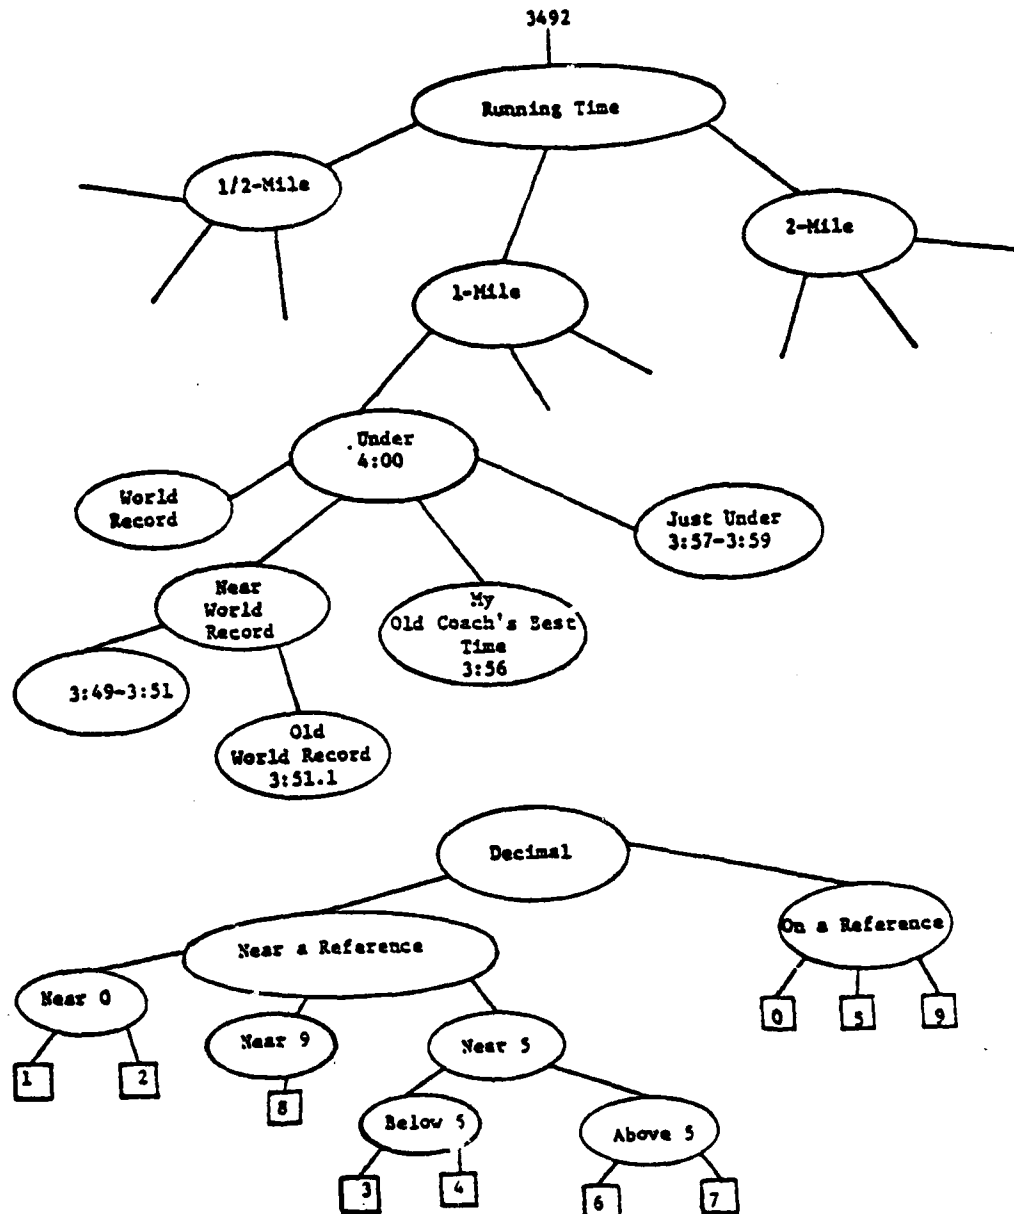 3492
Running Time
1/2-Mile
2-Mile
1-Mile
Under
4:00
World
Record
Just Under
3:57-3:59
Near
World
Record
My
Old Coach's Best
Time
3:56
3:49-3:51
Old
World Record
3:51.1
Decimal
Near a Reference
On a Reference
Near 0
Near 9
Near 5
0
5
9
1
2
8
Below 5
Above 5
3
4
6
7